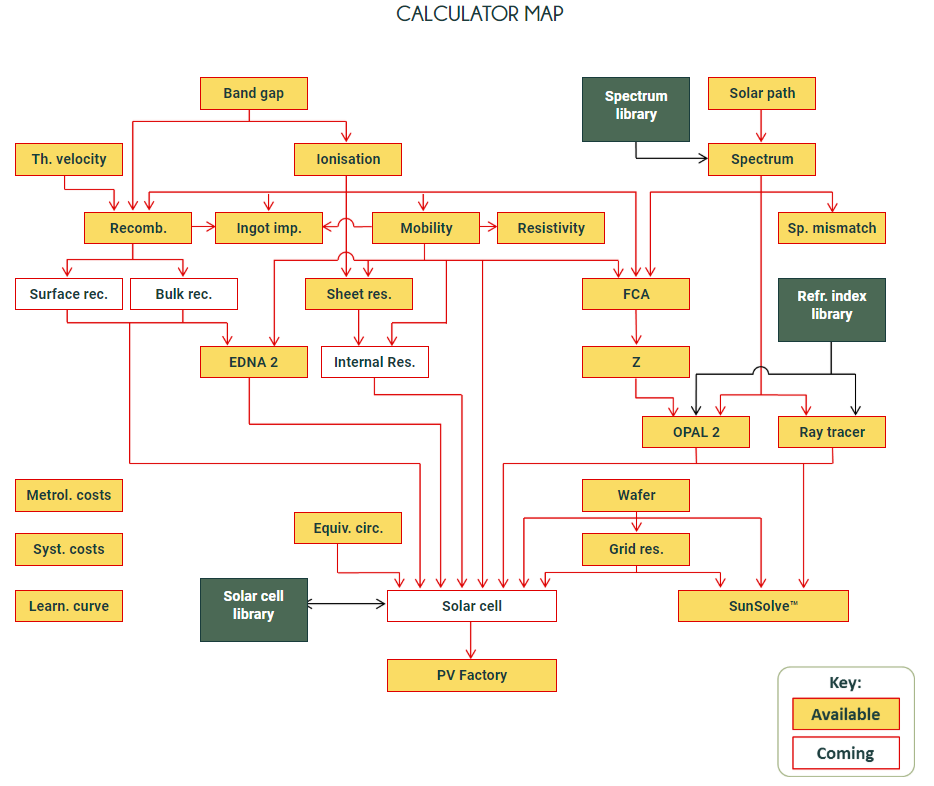 CALCULATOR MAP
Band gap
Spectrum
library
Solar path
Th. velocity
Ionisation
Spectrum
Recomb.
Ingot imp.
Mobility
Resistivity
Sp. mismatch
Surface rec.
Bulk rec.
Sheet res.
FCA
Refr. index
library
EDNA 2
Internal Res.
Z
OPAL 2
Ray tracer
Metrol. costs
Wafer
Equiv. circ.
Syst. costs
Grid res.
Learn. curve
Solar cell
library
Solar cell
SunSolve™
PV Factory
Key:
Available
Coming